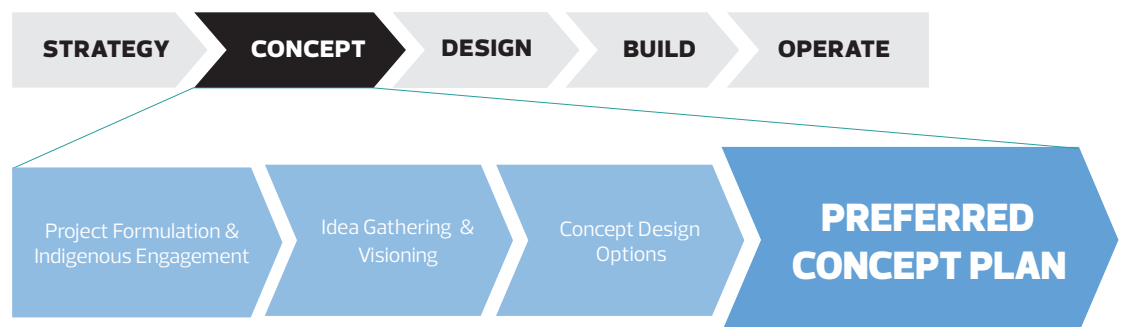 STRATEGY
CONCEPT
DESIGN
BUILD
OPERATE
Project Formulation &
Indigenous Engagement
Idea Gathering &
Visioning
Concept Design
Options
PREFERRED
CONCEPT PLAN